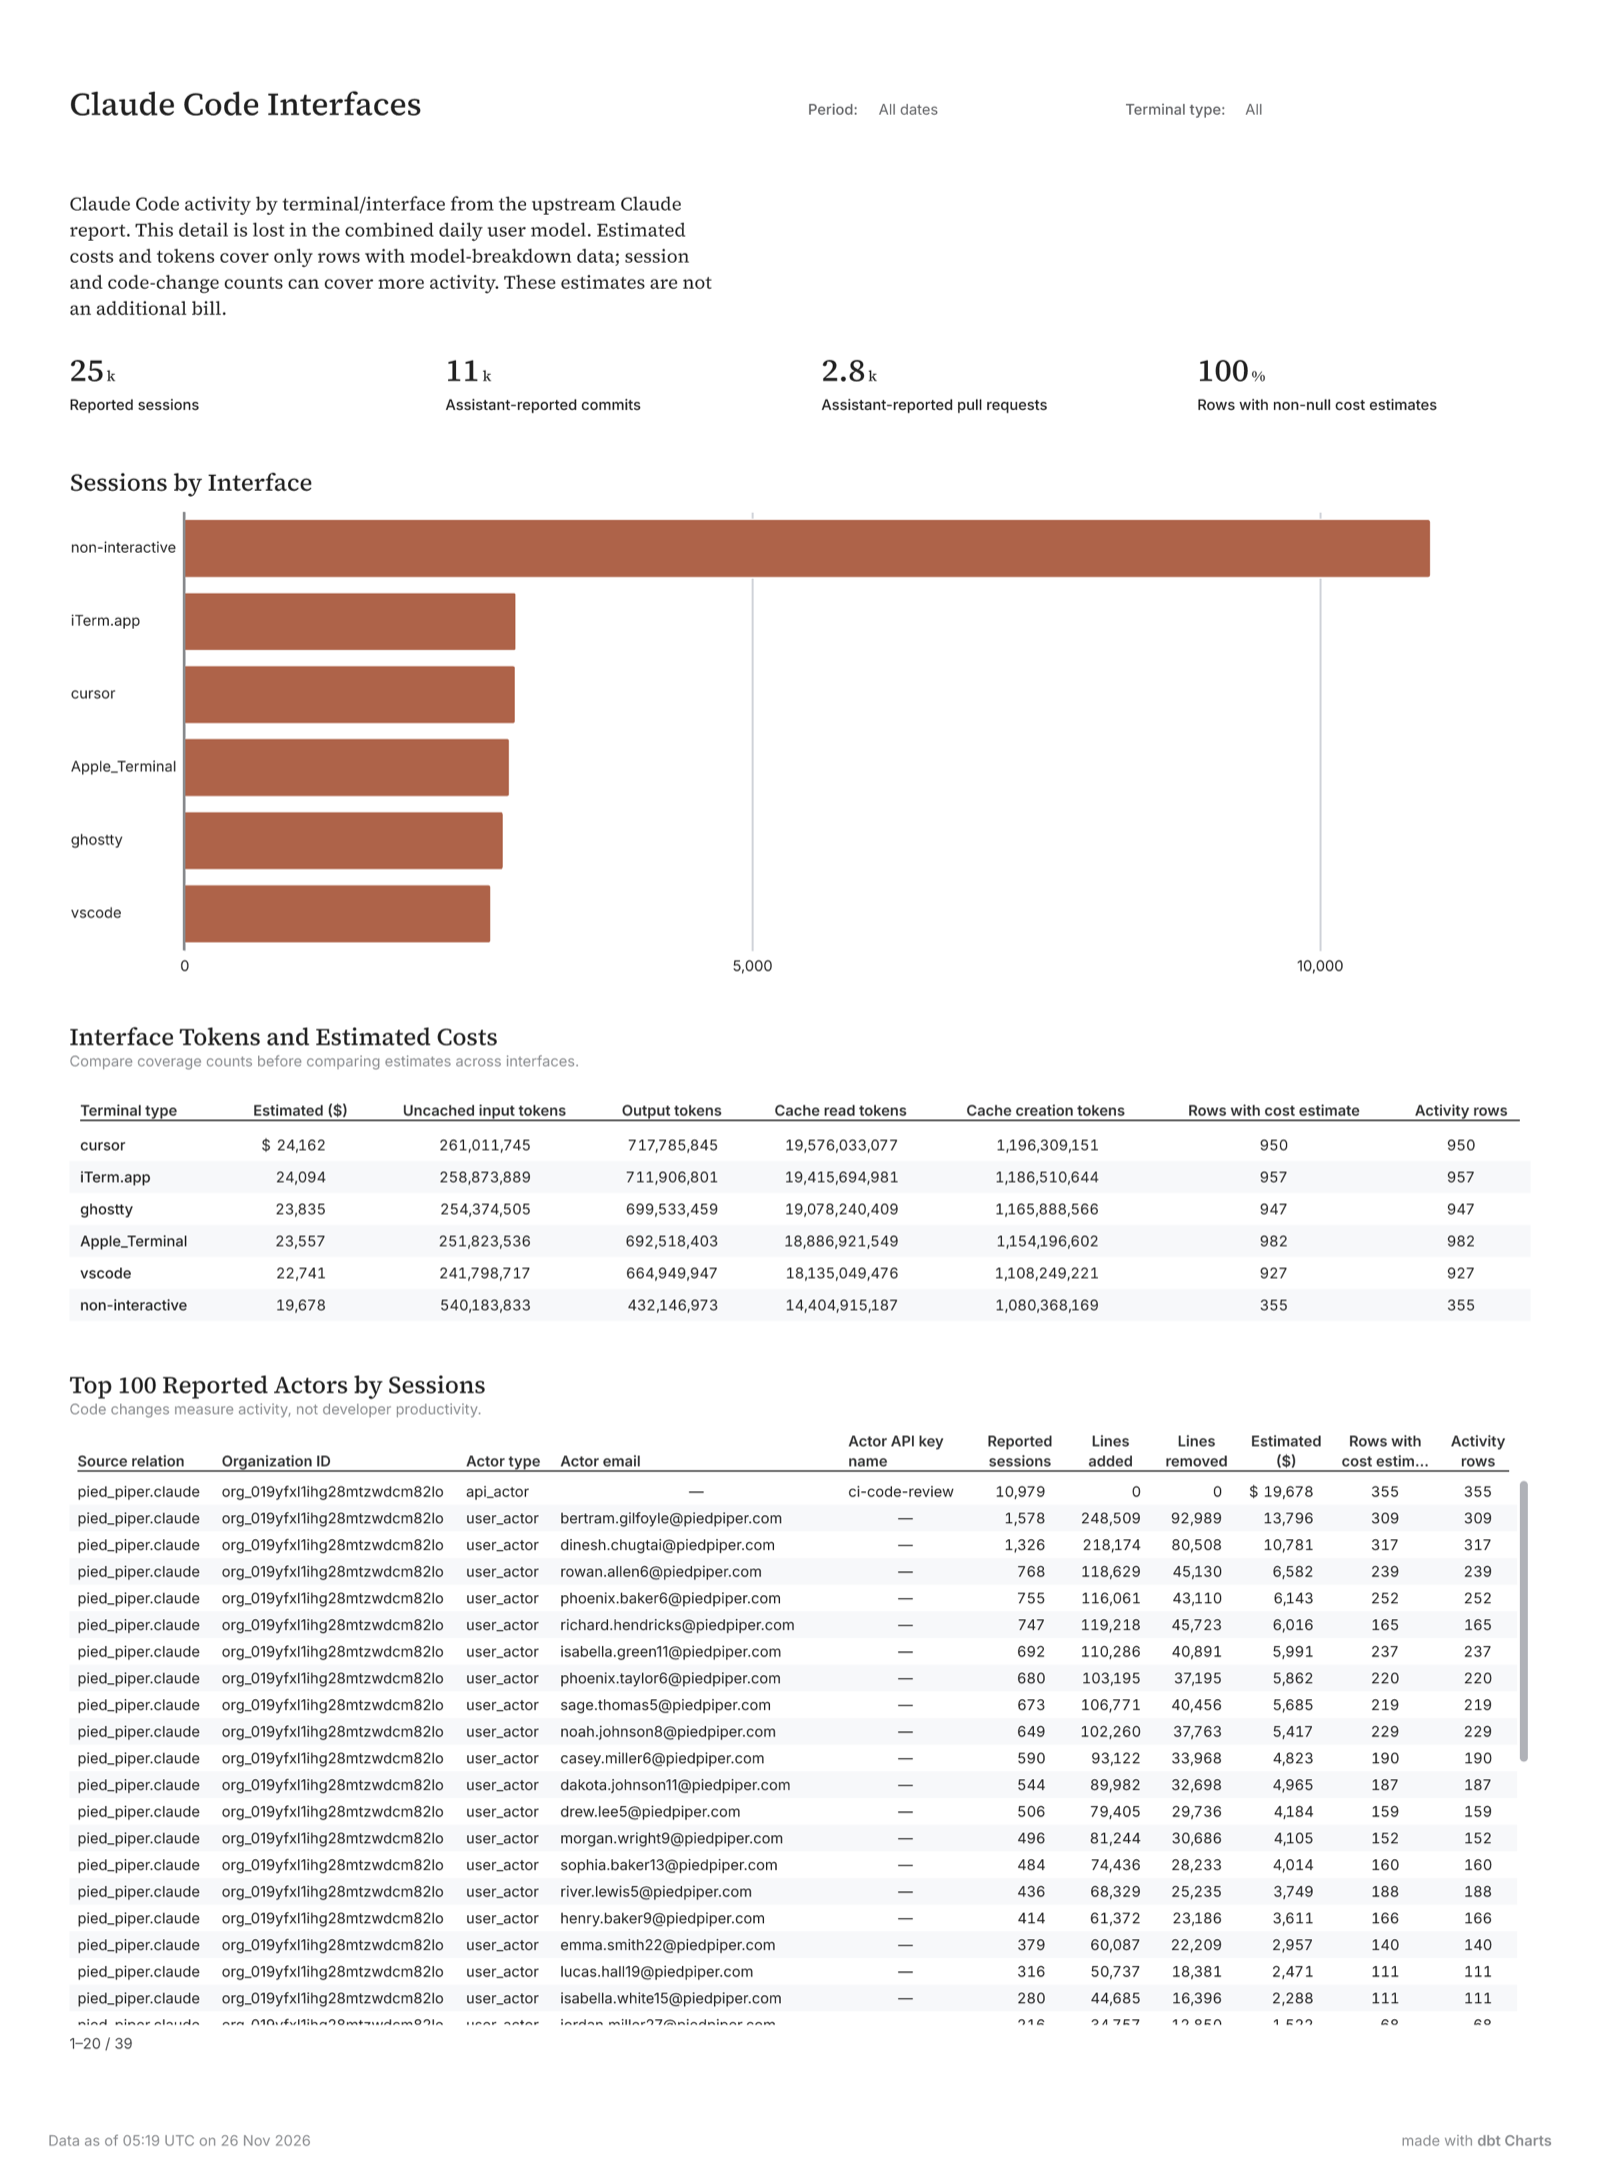 Claude Code Interfaces
Period: All dates
Terminal type: All
Claude Code activity by terminal/interface from the upstream Claude
report. This detail is lost in the combined daily user model. Estimated
costs and tokens cover only rows with model-breakdown data; session
and code-change counts can cover more activity. These estimates are not
an additional bill.
25 k
Reported sessions
11 k
Assistant-reported commits
2.8 k
Assistant-reported pull requests
100 %
Rows with non-null cost estimates
Sessions by Interface
non-interactive
iTerm.app
cursor
Apple_Terminal
ghostty
vscode
0 5,000 10,000
Interface Tokens and Estimated Costs
Compare coverage counts before comparing estimates across interfaces.
Terminal type Estimated ($) Uncached input tokens Output tokens Cache read tokens Cache creation tokens Rows with cost estimate Activity rows
cursor $ 24,162 261,011,745 717,785,845 19,576,033,077 1,196,309,151 950 950
iTerm.app 24,094 258,873,889 711,906,801 19,415,694,981 1,186,510,644 957 957
ghostty 23,835 254,374,505 699,533,459 19,078,240,409 1,165,888,566 947 947
Apple_Terminal 23,557 251,823,536 692,518,403 18,886,921,549 1,154,196,602 982 982
vscode 22,741 241,798,717 664,949,947 18,135,049,476 1,108,249,221 927 927
non-interactive 19,678 540,183,833 432,146,973 14,404,915,187 1,080,368,169 355 355
Top 100 Reported Actors by Sessions
Code changes measure activity, not developer productivity.
Source relation Organization ID Actor type Actor email Actor API key name Reported sessions Lines added Lines removed Estimated ($) Rows with cost estim... Activity rows
pied_piper.claude org_019yfxl1ihg28mtzwdcm82lo api_actor — ci-code-review 10,979 0 0 $ 19,678 355 355
pied_piper.claude org_019yfxl1ihg28mtzwdcm82lo user_actor bertram.gilfoyle@piedpiper.com — 1,578 248,509 92,989 13,796 309 309
pied_piper.claude org_019yfxl1ihg28mtzwdcm82lo user_actor dinesh.chugtai@piedpiper.com — 1,326 218,174 80,508 10,781 317 317
pied_piper.claude org_019yfxl1ihg28mtzwdcm82lo user_actor rowan.allen6@piedpiper.com — 768 118,629 45,130 6,582 239 239
pied_piper.claude org_019yfxl1ihg28mtzwdcm82lo user_actor phoenix.baker6@piedpiper.com — 755 116,061 43,110 6,143 252 252
pied_piper.claude org_019yfxl1ihg28mtzwdcm82lo user_actor richard.hendricks@piedpiper.com — 747 119,218 45,723 6,016 165 165
pied_piper.claude org_019yfxl1ihg28mtzwdcm82lo user_actor isabella.green11@piedpiper.com — 692 110,286 40,891 5,991 237 237
pied_piper.claude org_019yfxl1ihg28mtzwdcm82lo user_actor phoenix.taylor6@piedpiper.com — 680 103,195 37,195 5,862 220 220
pied_piper.claude org_019yfxl1ihg28mtzwdcm82lo user_actor sage.thomas5@piedpiper.com — 673 106,771 40,456 5,685 219 219
pied_piper.claude org_019yfxl1ihg28mtzwdcm82lo user_actor noah.johnson8@piedpiper.com — 649 102,260 37,763 5,417 229 229
pied_piper.claude org_019yfxl1ihg28mtzwdcm82lo user_actor casey.miller6@piedpiper.com — 590 93,122 33,968 4,823 190 190
pied_piper.claude org_019yfxl1ihg28mtzwdcm82lo user_actor dakota.johnson11@piedpiper.com — 544 89,982 32,698 4,965 187 187
pied_piper.claude org_019yfxl1ihg28mtzwdcm82lo user_actor drew.lee5@piedpiper.com — 506 79,405 29,736 4,184 159 159
pied_piper.claude org_019yfxl1ihg28mtzwdcm82lo user_actor morgan.wright9@piedpiper.com — 496 81,244 30,686 4,105 152 152
pied_piper.claude org_019yfxl1ihg28mtzwdcm82lo user_actor sophia.baker13@piedpiper.com — 484 74,436 28,233 4,014 160 160
pied_piper.claude org_019yfxl1ihg28mtzwdcm82lo user_actor river.lewis5@piedpiper.com — 436 68,329 25,235 3,749 188 188
pied_piper.claude org_019yfxl1ihg28mtzwdcm82lo user_actor henry.baker9@piedpiper.com — 414 61,372 23,186 3,611 166 166
pied_piper.claude org_019yfxl1ihg28mtzwdcm82lo user_actor emma.smith22@piedpiper.com — 379 60,087 22,209 2,957 140 140
pied_piper.claude org_019yfxl1ihg28mtzwdcm82lo user_actor lucas.hall19@piedpiper.com — 316 50,737 18,381 2,471 111 111
pied_piper.claude org_019yfxl1ihg28mtzwdcm82lo user_actor isabella.white15@piedpiper.com — 280 44,685 16,396 2,288 111 111
1–20 / 39
Data as of 05:19 UTC on 26 Nov 2026
made with dbt Charts